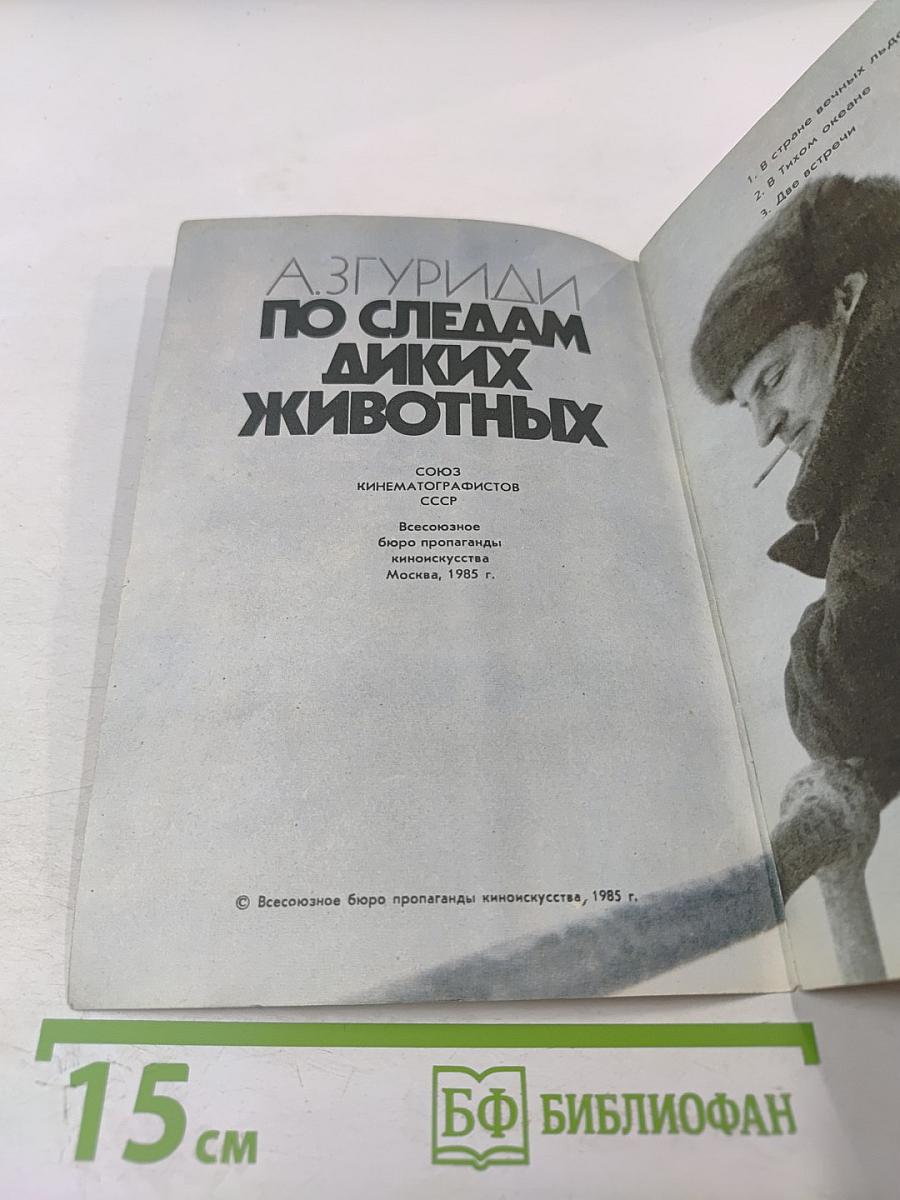 А. ЗГУРИДИ
ПО СЛЕДАМ
ДИКИХ
ЖИВОТНЫХ
СОЮЗ
КИНЕМАТОГРАФИСТОВ
СССР
Всесоюзное
бюро пропаганды
киноискусства
Москва, 1985 г.
© Всесоюзное бюро пропаганды киноискусства, 1985 г.
1. В стране вечных
2. В Тихом океане
3. Две встречи
15 см
БФ БИБЛИОФАН